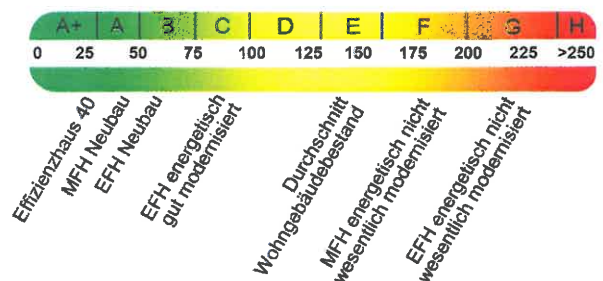 A+ A B C D E F G H
0 25 50 75 100 125 150 175 200 225 >250
Effizienzhaus 40
MFH Neubau
EFH Neubau
EFH energetisch
gut modernisiert
Durchschnitt
Wohngebäudebestand
MFH energetisch nicht
wesentlich modernisiert
EFH energetisch nicht
wesentlich modernisiert